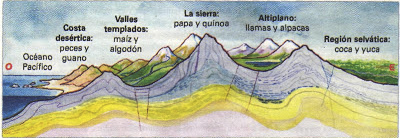 Océano
Pacífico
Costa
desértica:
peces y
guano
Valles
templados:
maíz y
algodón
La sierra:
papa y quinoa
Altiplano:
llamas y alpacas
Región selvática:
coca y yuca
O
E